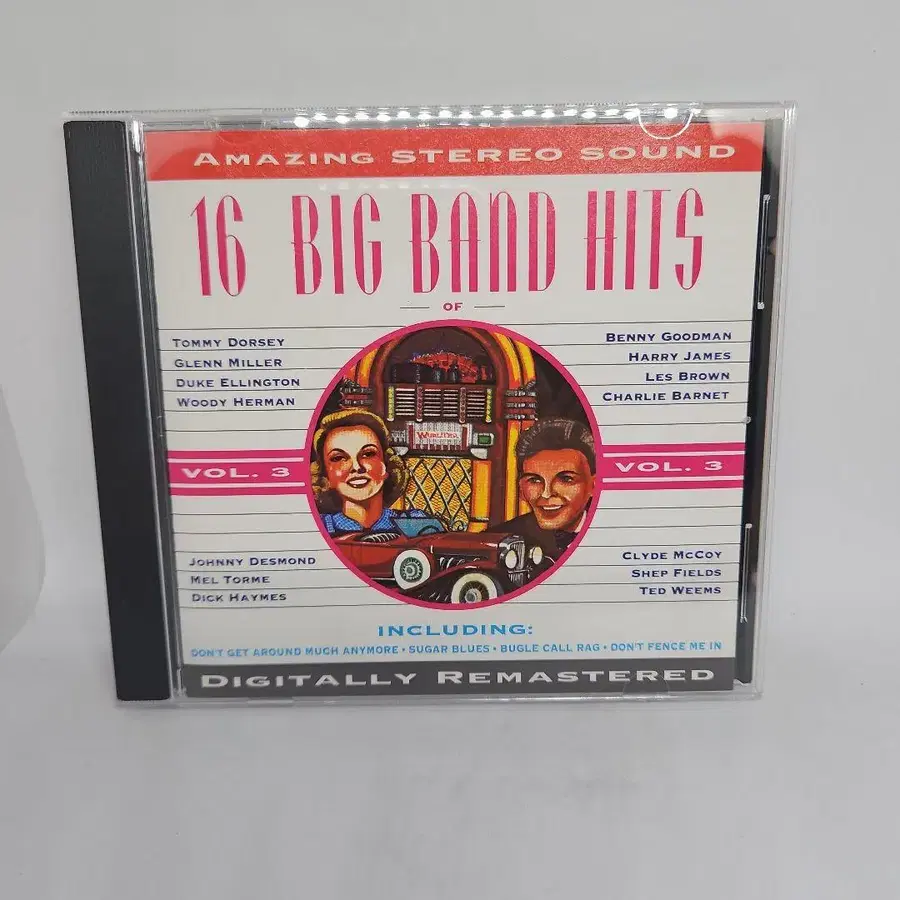 AMAZING STEREO SOUND
16 BIG BAND HITS
OF
TOMMY DORSEY
GLENN MILLER
DUKE ELLINGTON
WOODY HERMAN
BENNY GOODMAN
HARRY JAMES
LES BROWN
CHARLIE BARNET
WURLITZER
VOL. 3
VOL. 3
JOHNNY DESMOND
MEL TORME
DICK HAYMES
CLYDE MCCOY
SHEP FIELDS
TED WEEMS
INCLUDING:
DON'T GET AROUND MUCH ANYMORE • SUGAR BLUES • BUGLE CALL RAG • DON'T FENCE ME IN
DIGITALLY REMASTERED